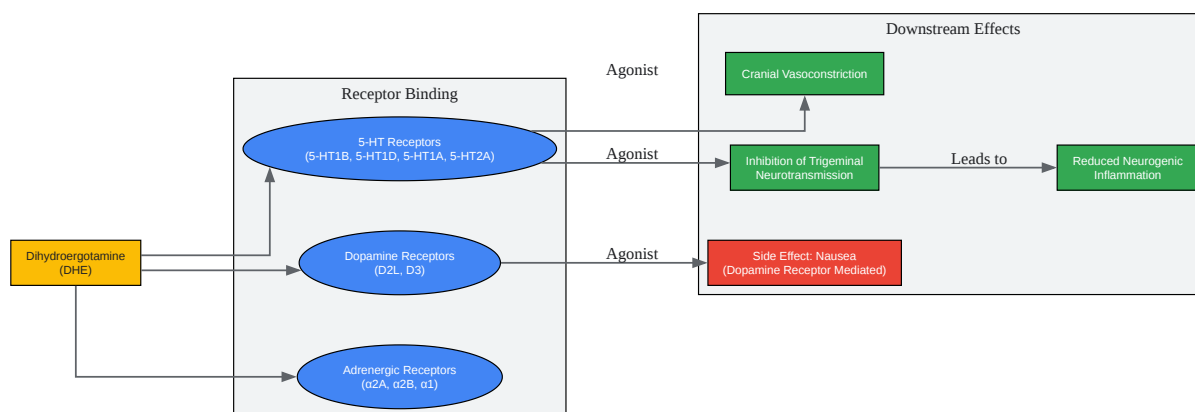 Downstream Effects
Agonist
Cranial Vasoconstriction
Receptor Binding
5-HT Receptors
(5-HT1B, 5-HT1D, 5-HT1A, 5-HT2A)
Agonist
Inhibition of Trigeminal
Neurotransmission
Leads to
Reduced Neurogenic
Inflammation
Dihydroergotamine
(DHE)
Dopamine Receptors
(D2L, D3)
Agonist
Side Effect: Nausea
(Dopamine Receptor Mediated)
Adrenergic Receptors
(α2A, α2B, α1)